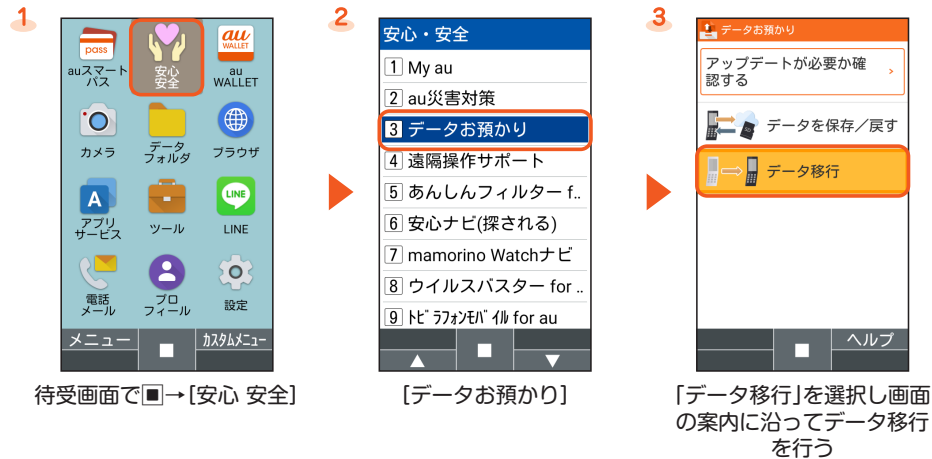 1
pass
auスマート
パス
安心
安全
au
WALLET
au
WALLET
カメラ
データ
フォルダ
ブラウザ
A
アプリ
サービス
ツール
LINE
LINE
電話
メール
プロ
フィール
設定
メニュー
カスタムメニュー
待受画面で■→[安心 安全]
2
安心・安全
1 My au
2 au災害対策
3 データお預かり
4 遠隔操作サポート
5 あんしんフィルター f..
6 安心ナビ(探される)
7 mamorino Watchナビ
8 ウイルスバスター for ..
9 トビラフォンモバイル for au
▲
▼
[データお預かり]
3
データお預かり
アップデートが必要か確
認する
データを保存／戻す
データ移行
ヘルプ
「データ移行」を選択し画面
の案内に沿ってデータ移行
を行う